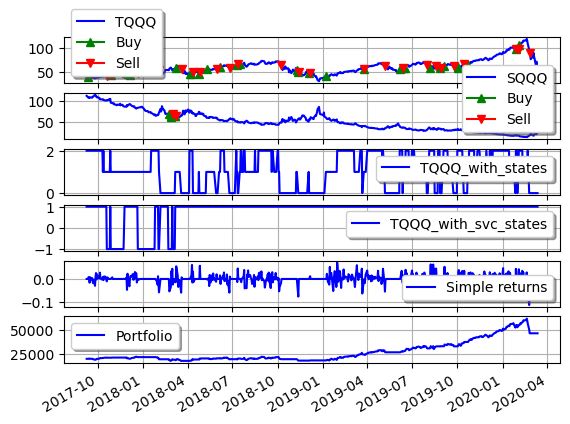 TQQQ
Buy
Sell
100
50
SQQQ
Buy
Sell
100
50
2
0
TQQQ_with_states
1
0
−1
TQQQ_with_svc_states
0.0
−0.1
Simple returns
50000
25000
Portfolio
2017-10
2018-01
2018-04
2018-07
2018-10
2019-01
2019-04
2019-07
2019-10
2020-01
2020-04